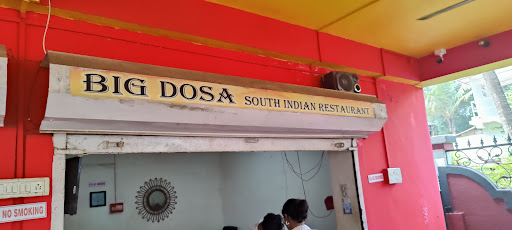 BIG DOSA SOUTH INDIAN RESTAURANT
NO SMOKING